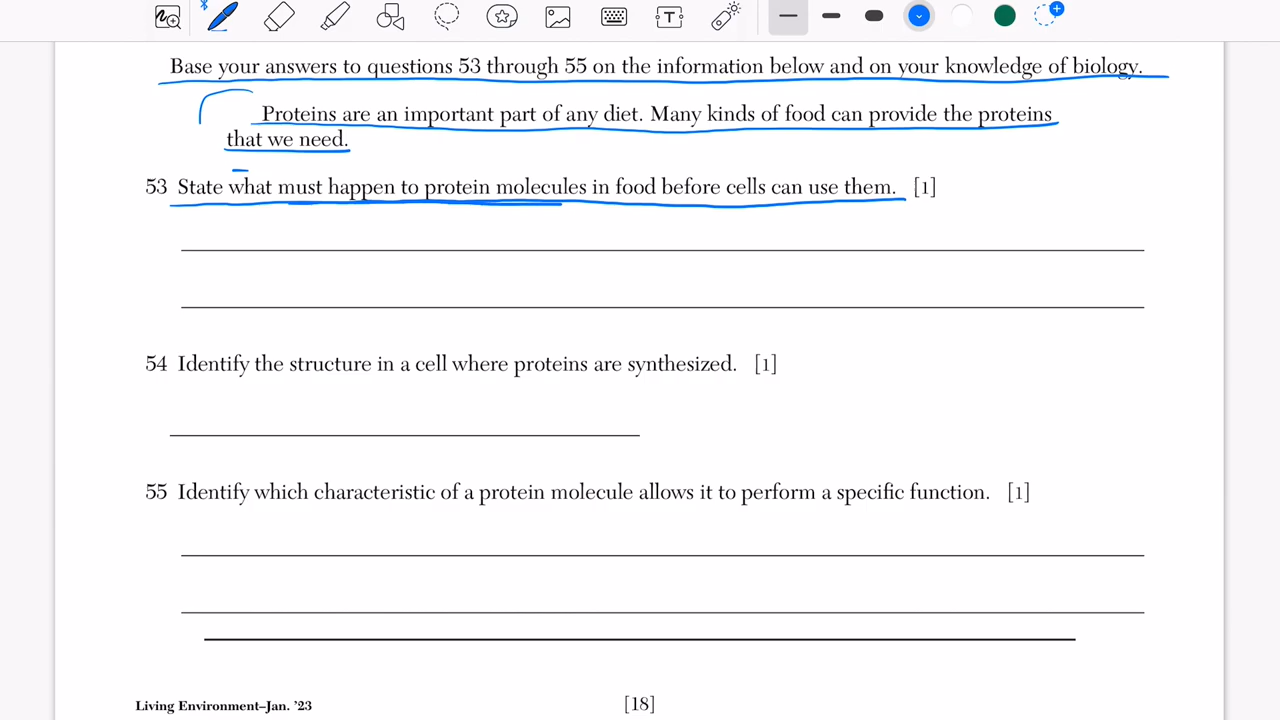 T
Base your answers to questions 53 through 55 on the information below and on your knowledge of biology.
Proteins are an important part of any diet. Many kinds of food can provide the proteins
that we need.
53 State what must happen to protein molecules in food before cells can use them. [1]
54 Identify the structure in a cell where proteins are synthesized. [1]
55 Identify which characteristic of a protein molecule allows it to perform a specific function. [1]
Living Environment–Jan. ’23 [18]